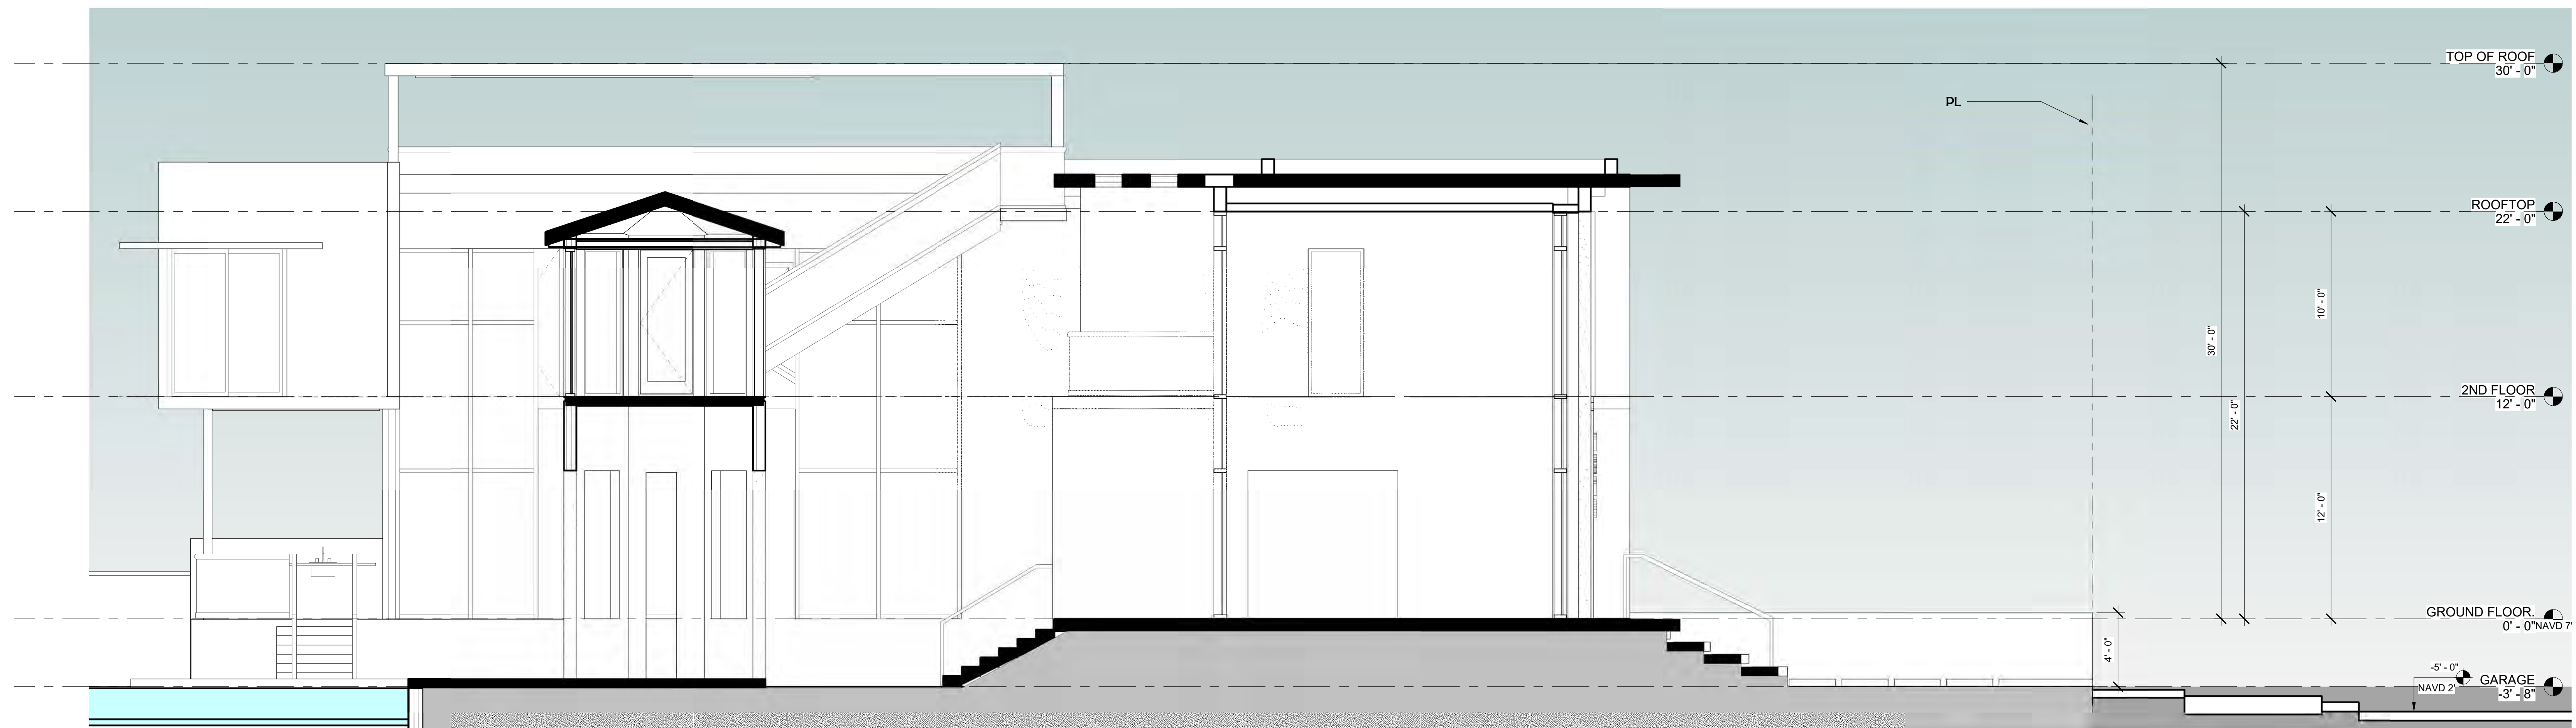 TOP OF ROOF
30' - 0"
PL
ROOFTOP
22' - 0"
10' - 0"
30' - 0"
2ND FLOOR
12' - 0"
22' - 0"
12' - 0"
GROUND FLOOR.
0' - 0" NAVD 7'
4' - 0"
-5' - 0"
NAVD 2'
GARAGE
-3' - 8"